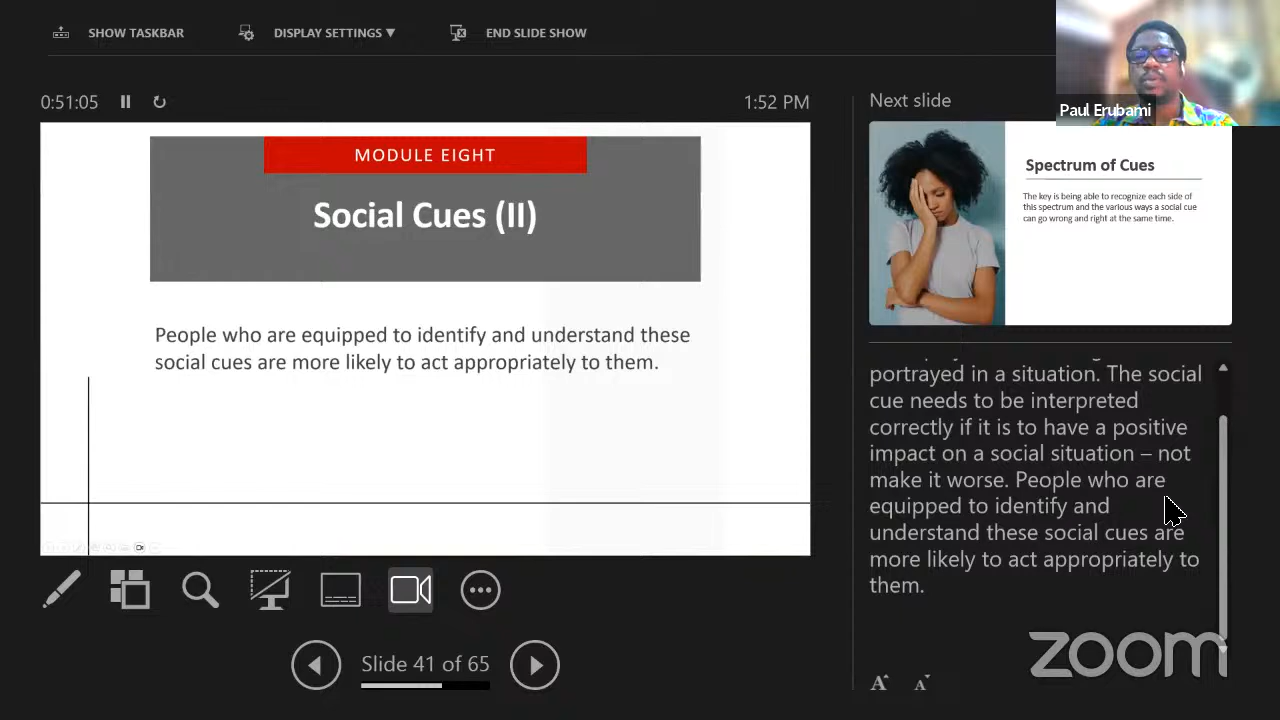 SHOW TASKBAR
DISPLAY SETTINGS ▼
END SLIDE SHOW
Paul Erubami
0:51:05
1:52 PM
MODULE EIGHT
Social Cues (II)
People who are equipped to identify and understand these
social cues are more likely to act appropriately to them.
Next slide
Spectrum of Cues
The key is being able to recognize each side of
this spectrum and the various ways a social cue
can go wrong and right at the same time.
portrayed in a situation. The social
cue needs to be interpreted
correctly if it is to have a positive
impact on a social situation – not
make it worse. People who are
equipped to identify and
understand these social cues are
more likely to act appropriately to
them.
Slide 41 of 65
A A
zoom